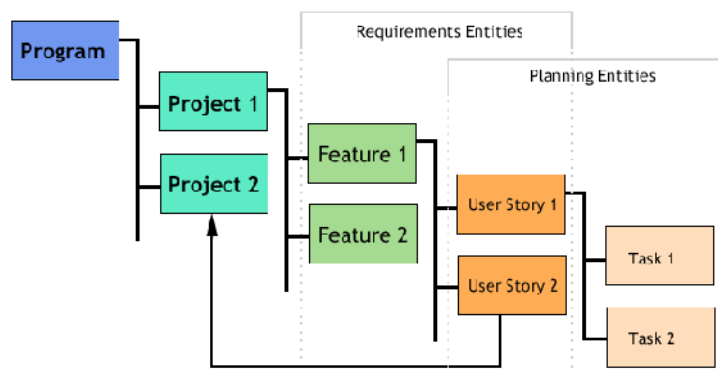 Requirements Entities
Program
Planning Entities
Project 1
Feature 1
Project 2
User Story 1
Feature 2
Task 1
User Story 2
Task 2